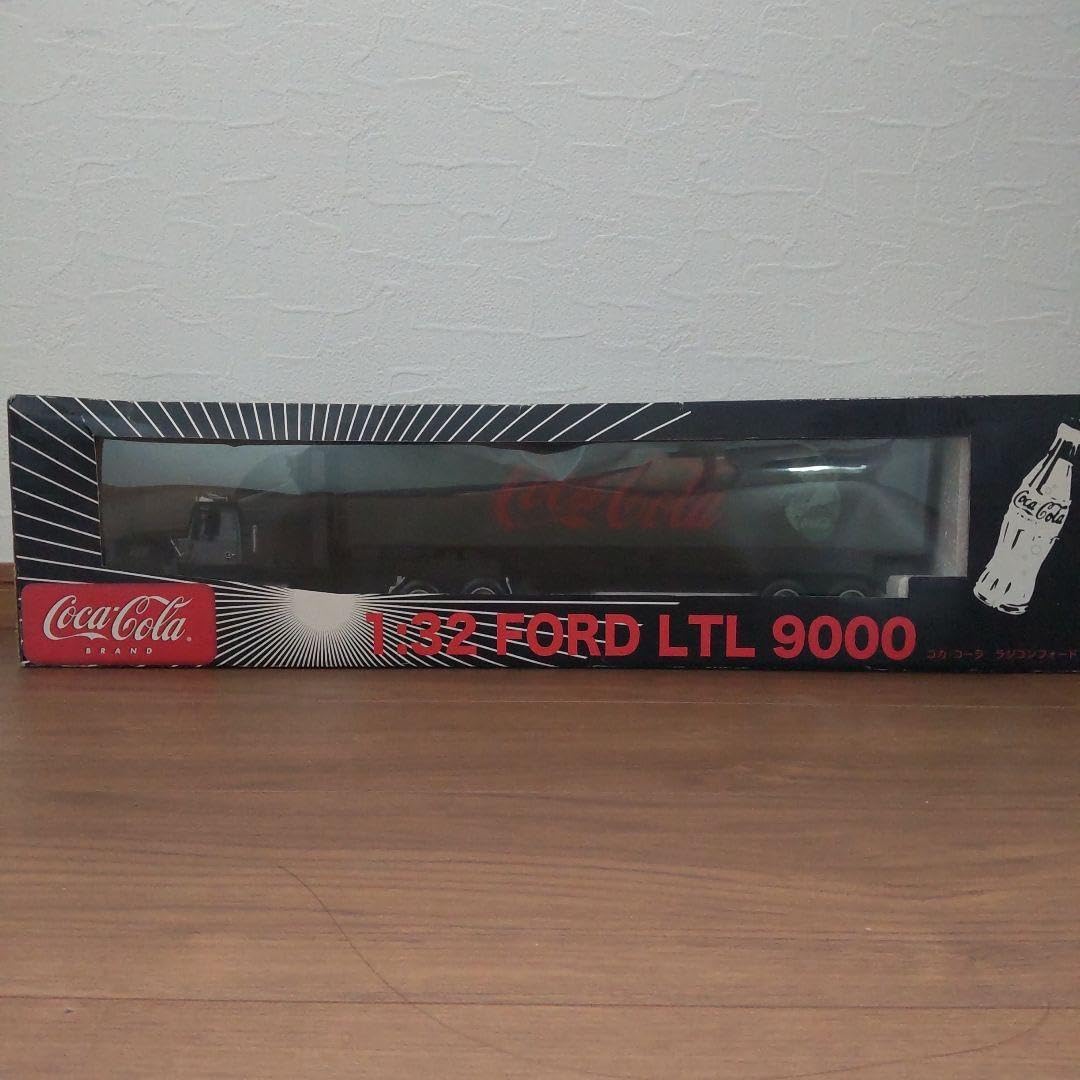 Coca-Cola
Coca-Cola
Coca-Cola®
BRAND
1:32 FORD LTL 9000
コカ・コーラ ラジコンフォード